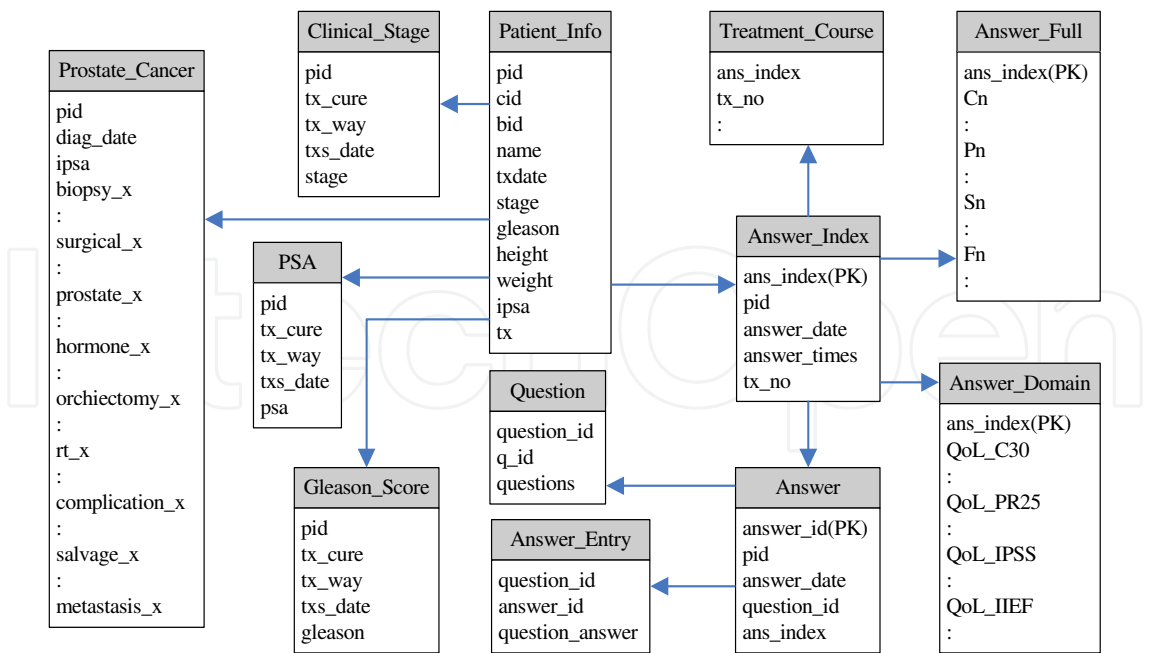 Prostate_Cancer
pid
diag_date
ipsa
biopsy_x
:
surgical_x
:
prostate_x
:
hormone_x
:
orchiectomy_x
:
rt_x
:
complication_x
:
salvage_x
:
metastasis_x
Clinical_Stage
pid
tx_cure
tx_way
txs_date
stage
PSA
pid
tx_cure
tx_way
txs_date
psa
Gleason_Score
pid
tx_cure
tx_way
txs_date
gleason
Patient_Info
pid
cid
bid
name
txdate
stage
gleason
height
weight
ipsa
tx
Question
question_id
q_id
questions
Answer_Entry
question_id
answer_id
question_answer
Treatment_Course
ans_index
tx_no
:
Answer_Index
ans_index(PK)
pid
answer_date
answer_times
tx_no
Answer
answer_id(PK)
pid
answer_date
question_id
ans_index
Answer_Full
ans_index(PK)
Cn
:
Pn
:
Sn
:
Fn
:
Answer_Domain
ans_index(PK)
QoL_C30
:
QoL_PR25
:
QoL_IPSS
:
QoL_IIEF
:
IntechOpen